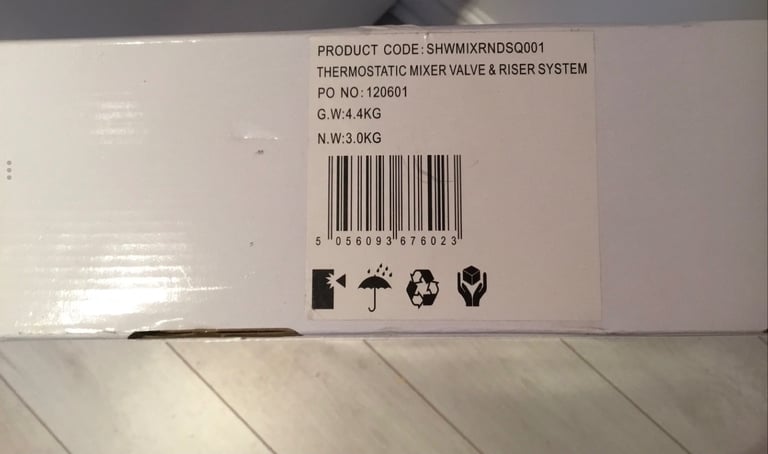 PRODUCT CODE: SHWMIXRNDSQ001
THERMOSTATIC MIXER VALVE & RISER SYSTEM
PO NO: 120601
G.W:4.4KG
N.W:3.0KG
5 056093 676023